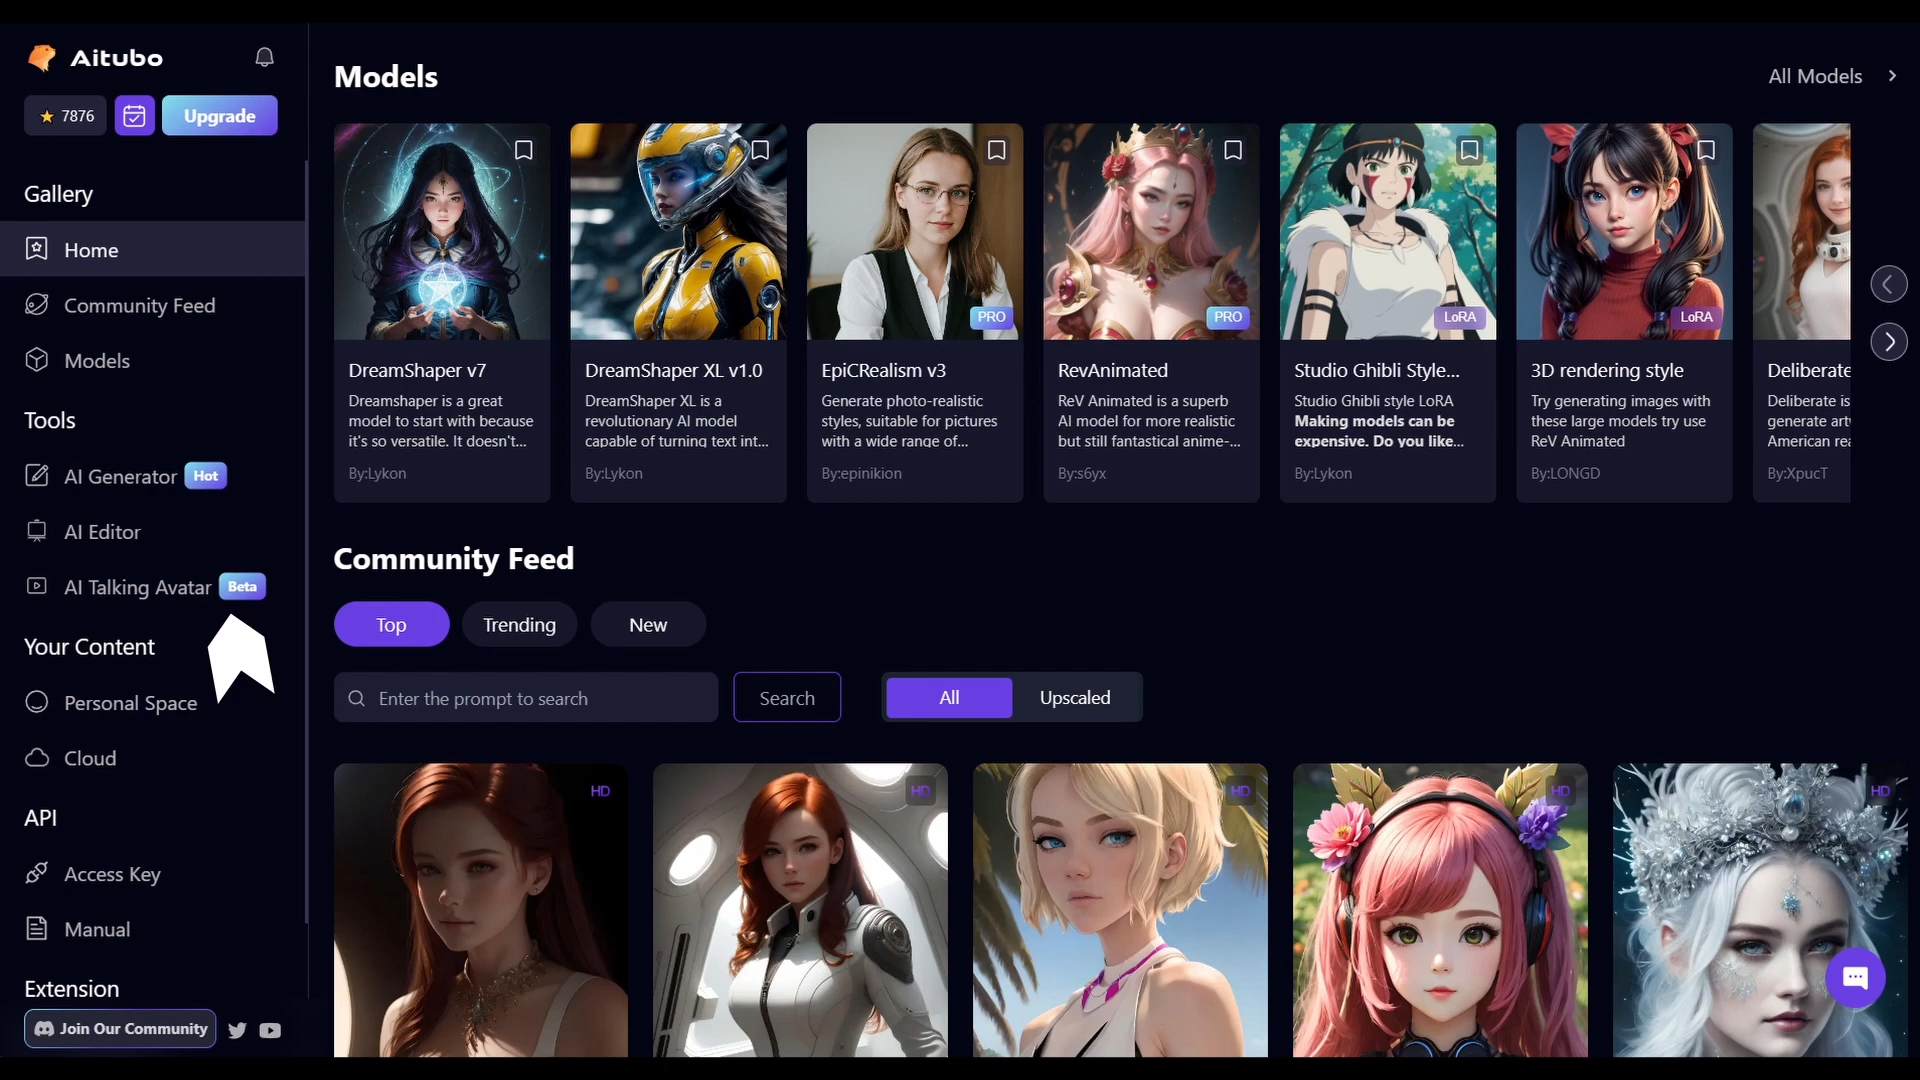 Aitubo
7876
Upgrade
Gallery
Home
Community Feed
Models
Tools
AI Generator Hot
AI Editor
AI Talking Avatar Beta
Your Content
Personal Space
Cloud
API
Access Key
Manual
Extension
Join Our Community
Models
All Models
DreamShaper v7
Dreamshaper is a great
model to start with because
it's so versatile. It doesn't...
By:Lykon
DreamShaper XL v1.0
DreamShaper XL is a
revolutionary AI model
capable of turning text int...
By:Lykon
PRO
EpiCRealism v3
Generate photo-realistic
styles, suitable for pictures
with a wide range of...
By:epinikion
PRO
RevAnimated
ReV Animated is a superb
AI model for more realistic
but still fantastical anime-...
By:s6yx
LoRA
Studio Ghibli Style...
Studio Ghibli style LoRA
Making models can be
expensive. Do you like...
By:Lykon
LoRA
3D rendering style
Try generating images with
these large models try use
ReV Animated
By:LONGD
Deliberate
Deliberate is
generate art
American rea
By:XpucT
Community Feed
Top
Trending
New
Enter the prompt to search
Search
All
Upscaled
HD
HD
HD
HD
HD